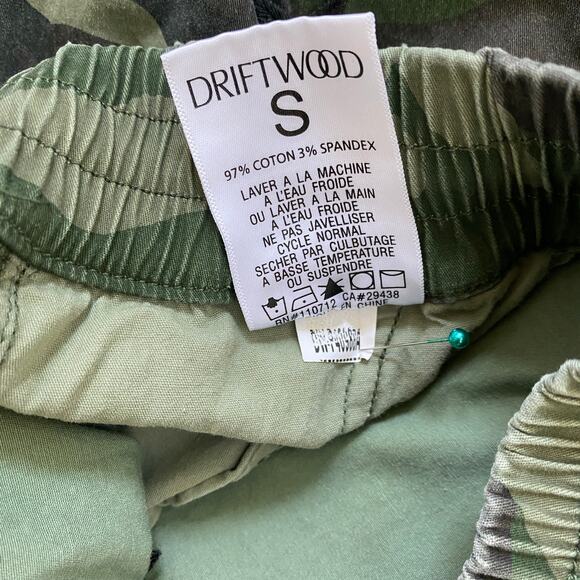 DRIFTWOOD
S
97% COTON 3% SPANDEX
LAVER A LA MACHINE
A L'EAU FROIDE
OU LAVER A LA MAIN
A L'EAU FROIDE
NE PAS JAVELLISER
CYCLE NORMAL
SECHER PAR CULBUTAGE
A BASSE TEMPERATURE
OU SUSPENDRE
RN#110712 CA#29438
EN CHINE